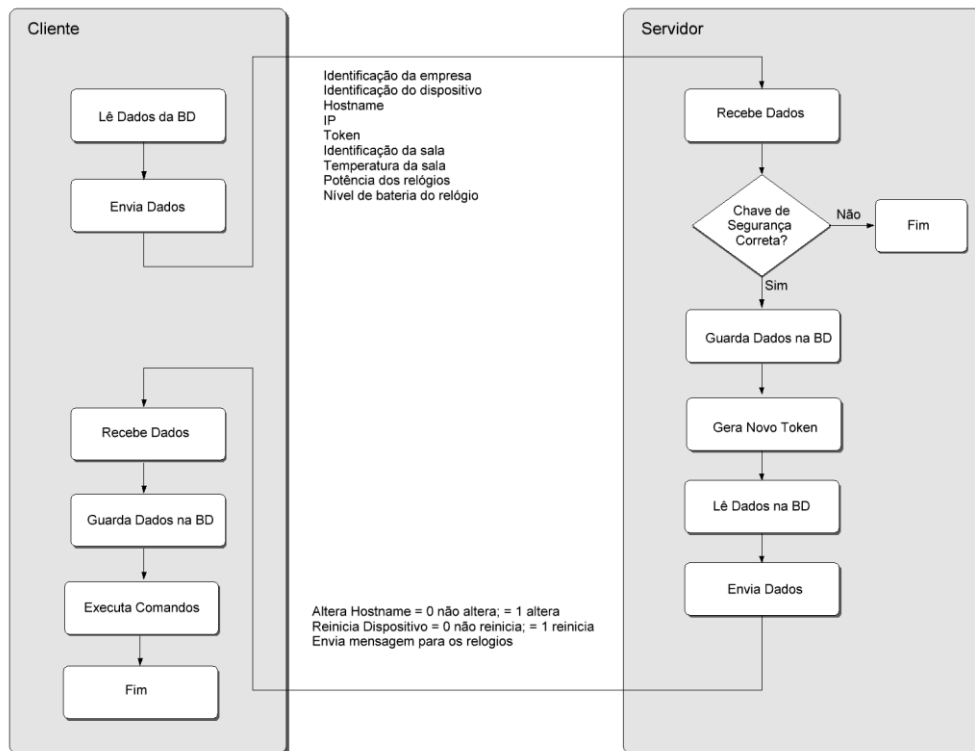 Cliente
Lê Dados da BD
Envia Dados
Identificação da empresa
Identificação do dispositivo
Hostname
IP
Token
Identificação da sala
Temperatura da sala
Potência dos relógios
Nível de bateria do relógio
Servidor
Recebe Dados
Chave de
Segurança
Correta?
Não
Fim
Sim
Guarda Dados na BD
Gera Novo Token
Lê Dados na BD
Envia Dados
Altera Hostname = 0 não altera; = 1 altera
Reinicia Dispositivo = 0 não reinicia; = 1 reinicia
Envia mensagem para os relogios
Recebe Dados
Guarda Dados na BD
Executa Comandos
Fim